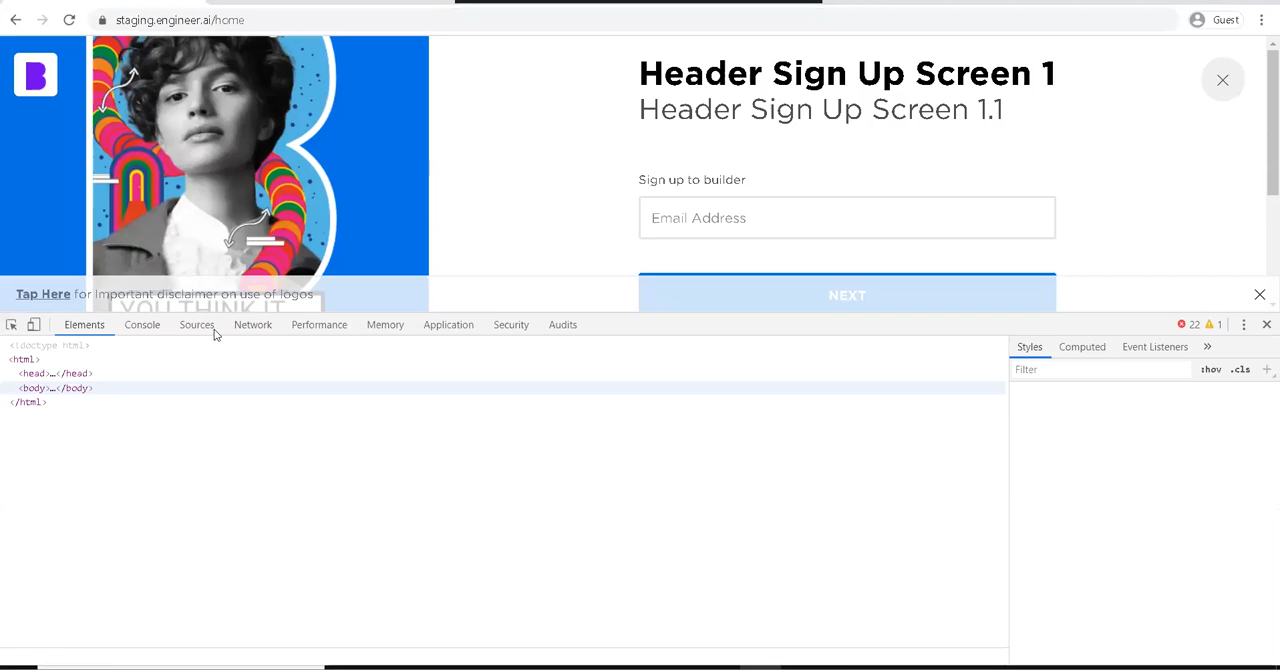 staging.engineer.ai/home
Guest
B
Header Sign Up Screen 1
Header Sign Up Screen 1.1
Sign up to builder
Email Address
NEXT
Tap Here for Important disclaimer on use of logos
YOU THINK IT
Elements Console Sources Network Performance Memory Application Security Audits 22 1
<!doctype html>
<html>
<head>…</head>
<body>…</body>
</html>
Styles Computed Event Listeners »
Filter :hov .cls +